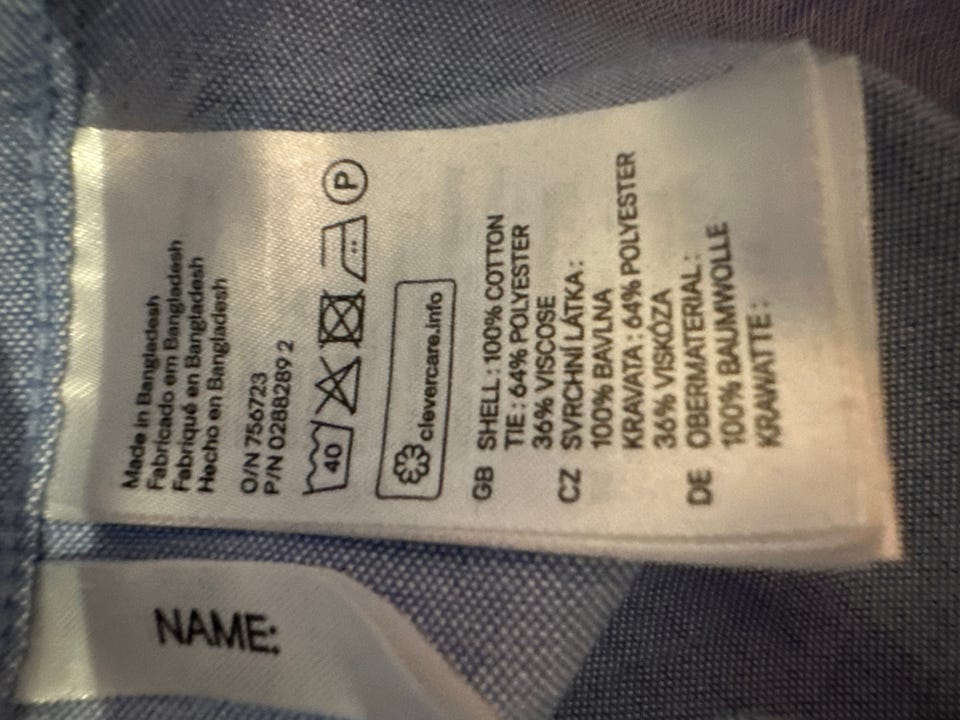 Made in Bangladesh
Fabricado em Bangladesh
Fabriqué en Bangladesh
Hecho en Bangladesh
O/N 756723
P/N 0288289 2
40 P
clevercare.info
GB SHELL : 100% COTTON
TIE : 64% POLYESTER
36% VISCOSE
CZ SVRCHNÍ LÁTKA :
100% BAVLNA
KRAVATA : 64% POLYESTER
36% VISKÓZA
DE OBERMATERIAL :
100% BAUMWOLLE
KRAWATTE :
NAME: